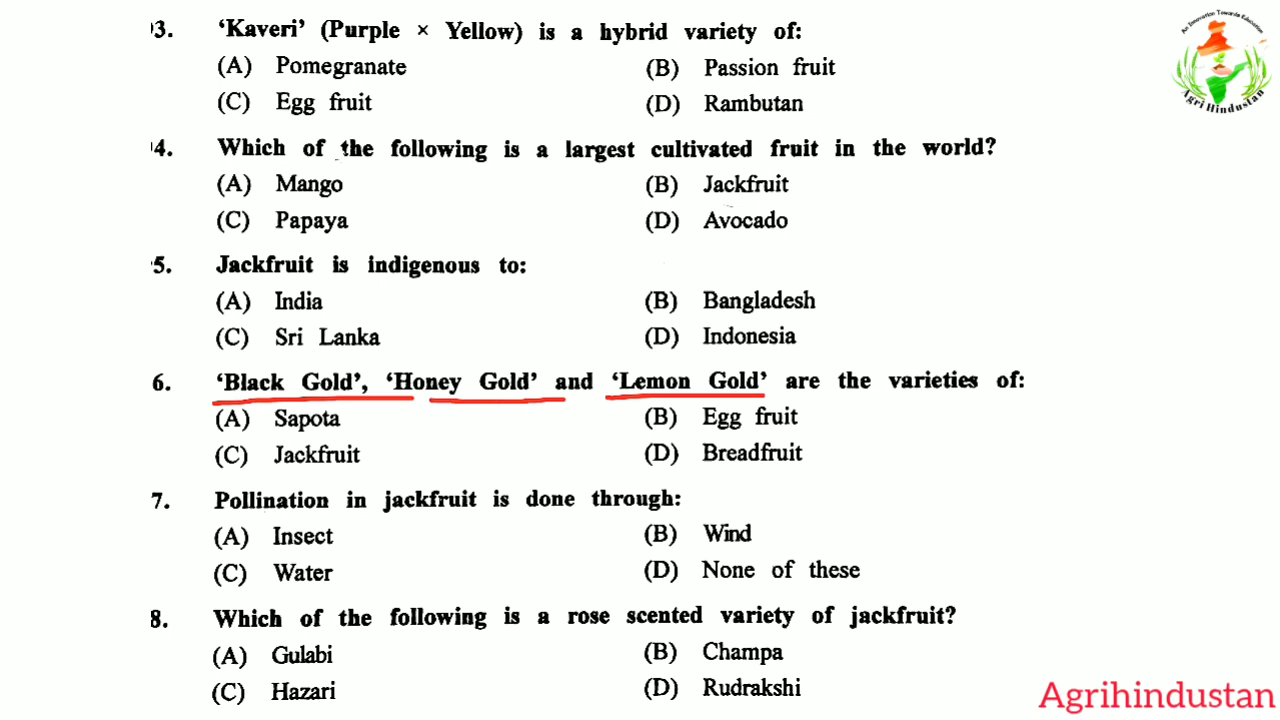 An Innovation Towards Education
Agri Hindustan
3. ‘Kaveri’ (Purple × Yellow) is a hybrid variety of:
(A) Pomegranate (B) Passion fruit
(C) Egg fruit (D) Rambutan
4. Which of the following is a largest cultivated fruit in the world?
(A) Mango (B) Jackfruit
(C) Papaya (D) Avocado
5. Jackfruit is indigenous to:
(A) India (B) Bangladesh
(C) Sri Lanka (D) Indonesia
6. ‘Black Gold’, ‘Honey Gold’ and ‘Lemon Gold’ are the varieties of:
(A) Sapota (B) Egg fruit
(C) Jackfruit (D) Breadfruit
7. Pollination in jackfruit is done through:
(A) Insect (B) Wind
(C) Water (D) None of these
8. Which of the following is a rose scented variety of jackfruit?
(A) Gulabi (B) Champa
(C) Hazari (D) Rudrakshi
Agrihindustan